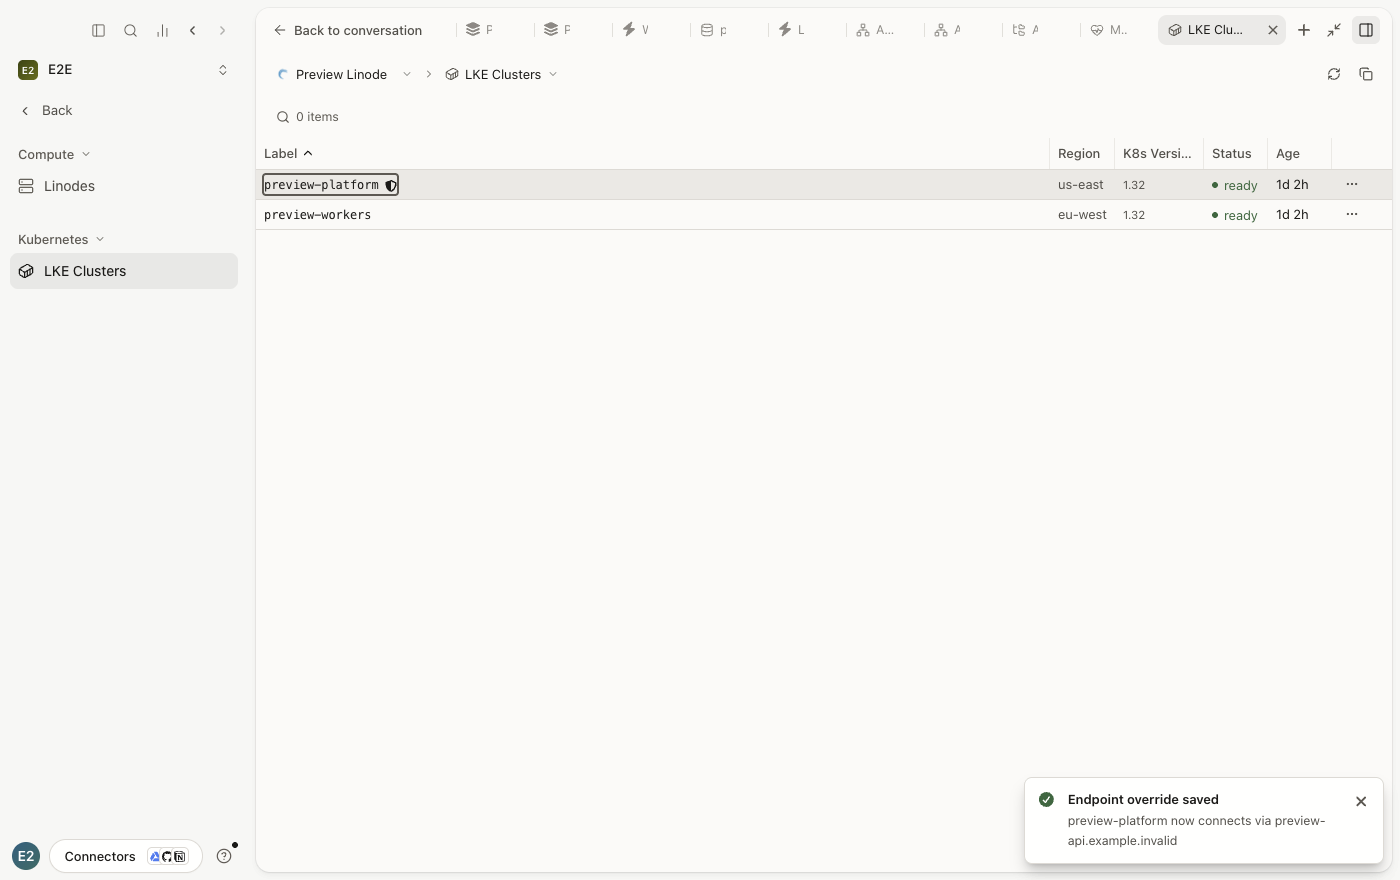 Back to conversation
P
P
V
p
L
A...
A
A
M..
LKE Clu...
E2 E2E
Preview Linode
LKE Clusters
Back
0 items
Compute
Label
Region
K8s Versi...
Status
Age
Linodes
preview-platform
us-east
1.32
ready
1d 2h
preview-workers
eu-west
1.32
ready
1d 2h
Kubernetes
LKE Clusters
Endpoint override saved
preview-platform now connects via preview-
api.example.invalid
E2
Connectors